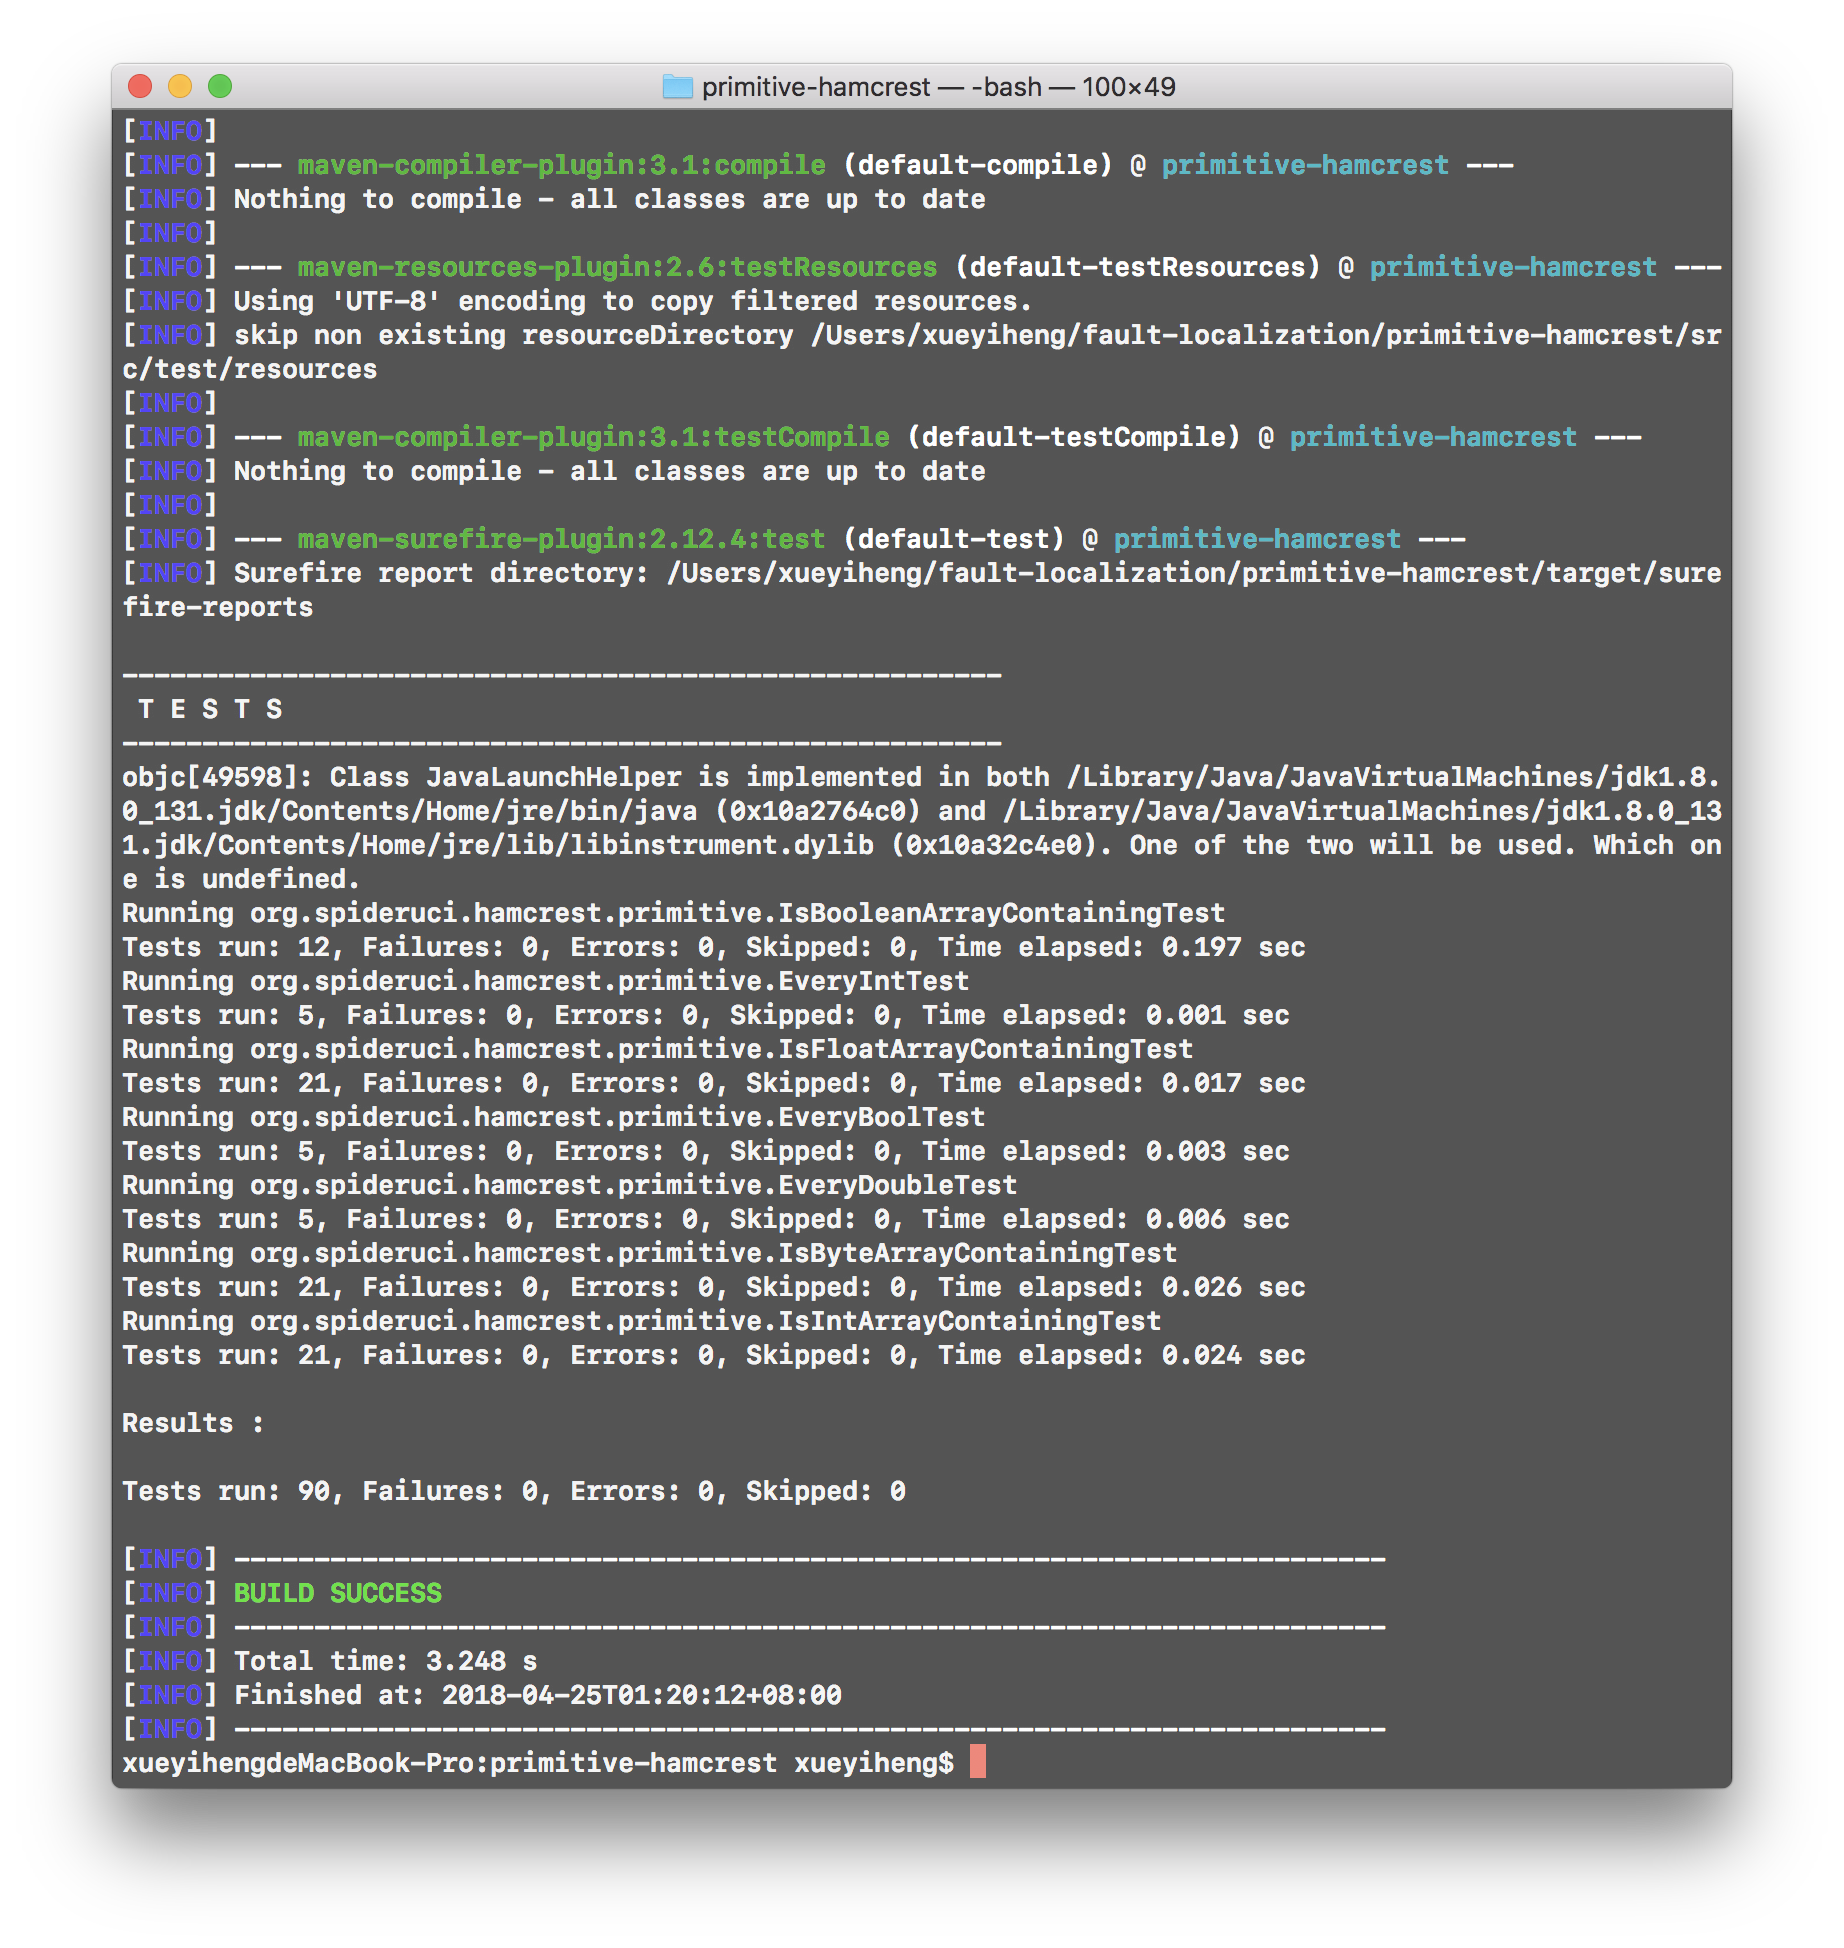 primitive-hamcrest — -bash — 100×49
[INFO]
[INFO] --- maven-compiler-plugin:3.1:compile (default-compile) @ primitive-hamcrest ---
[INFO] Nothing to compile - all classes are up to date
[INFO]
[INFO] --- maven-resources-plugin:2.6:testResources (default-testResources) @ primitive-hamcrest ---
[INFO] Using 'UTF-8' encoding to copy filtered resources.
[INFO] skip non existing resourceDirectory /Users/xueyiheng/fault-localization/primitive-hamcrest/sr
c/test/resources
[INFO]
[INFO] --- maven-compiler-plugin:3.1:testCompile (default-testCompile) @ primitive-hamcrest ---
[INFO] Nothing to compile - all classes are up to date
[INFO]
[INFO] --- maven-surefire-plugin:2.12.4:test (default-test) @ primitive-hamcrest ---
[INFO] Surefire report directory: /Users/xueyiheng/fault-localization/primitive-hamcrest/target/sure
fire-reports
-------------------------------------------------------
T E S T S
-------------------------------------------------------
objc[49598]: Class JavaLaunchHelper is implemented in both /Library/Java/JavaVirtualMachines/jdk1.8.
0_131.jdk/Contents/Home/jre/bin/java (0x10a2764c0) and /Library/Java/JavaVirtualMachines/jdk1.8.0_13
1.jdk/Contents/Home/jre/lib/libinstrument.dylib (0x10a32c4e0). One of the two will be used. Which on
e is undefined.
Running org.spideruci.hamcrest.primitive.IsBooleanArrayContainingTest
Tests run: 12, Failures: 0, Errors: 0, Skipped: 0, Time elapsed: 0.197 sec
Running org.spideruci.hamcrest.primitive.EveryIntTest
Tests run: 5, Failures: 0, Errors: 0, Skipped: 0, Time elapsed: 0.001 sec
Running org.spideruci.hamcrest.primitive.IsFloatArrayContainingTest
Tests run: 21, Failures: 0, Errors: 0, Skipped: 0, Time elapsed: 0.017 sec
Running org.spideruci.hamcrest.primitive.EveryBoolTest
Tests run: 5, Failures: 0, Errors: 0, Skipped: 0, Time elapsed: 0.003 sec
Running org.spideruci.hamcrest.primitive.EveryDoubleTest
Tests run: 5, Failures: 0, Errors: 0, Skipped: 0, Time elapsed: 0.006 sec
Running org.spideruci.hamcrest.primitive.IsByteArrayContainingTest
Tests run: 21, Failures: 0, Errors: 0, Skipped: 0, Time elapsed: 0.026 sec
Running org.spideruci.hamcrest.primitive.IsIntArrayContainingTest
Tests run: 21, Failures: 0, Errors: 0, Skipped: 0, Time elapsed: 0.024 sec
Results :
Tests run: 90, Failures: 0, Errors: 0, Skipped: 0
[INFO] ------------------------------------------------------------------------
[INFO] BUILD SUCCESS
[INFO] ------------------------------------------------------------------------
[INFO] Total time: 3.248 s
[INFO] Finished at: 2018-04-25T01:20:12+08:00
[INFO] ------------------------------------------------------------------------
xueyihengdeMacBook-Pro:primitive-hamcrest xueyiheng$